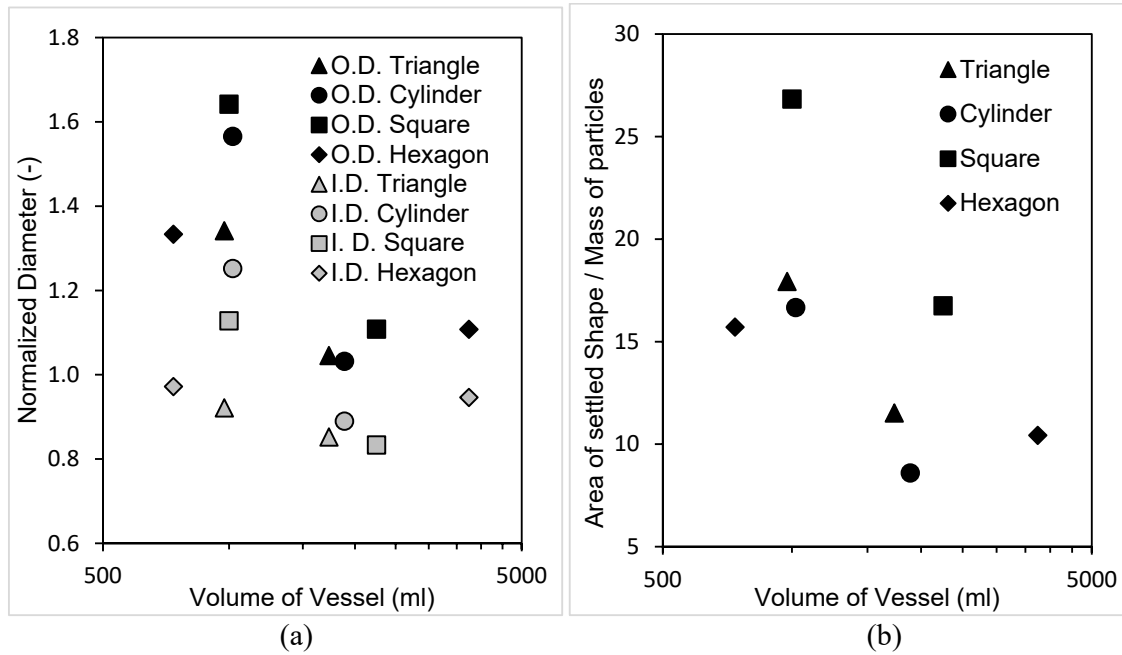 1.8
1.6
1.4
1.2
1.0
0.8
0.6
Normalized Diameter (-)
O.D. Triangle
O.D. Cylinder
O.D. Square
O.D. Hexagon
I.D. Triangle
I.D. Cylinder
I. D. Square
I.D. Hexagon
500
5000
Volume of Vessel (ml)
(a)
30
25
20
15
10
5
Area of settled Shape / Mass of particles
Triangle
Cylinder
Square
Hexagon
500
5000
Volume of Vessel (ml)
(b)